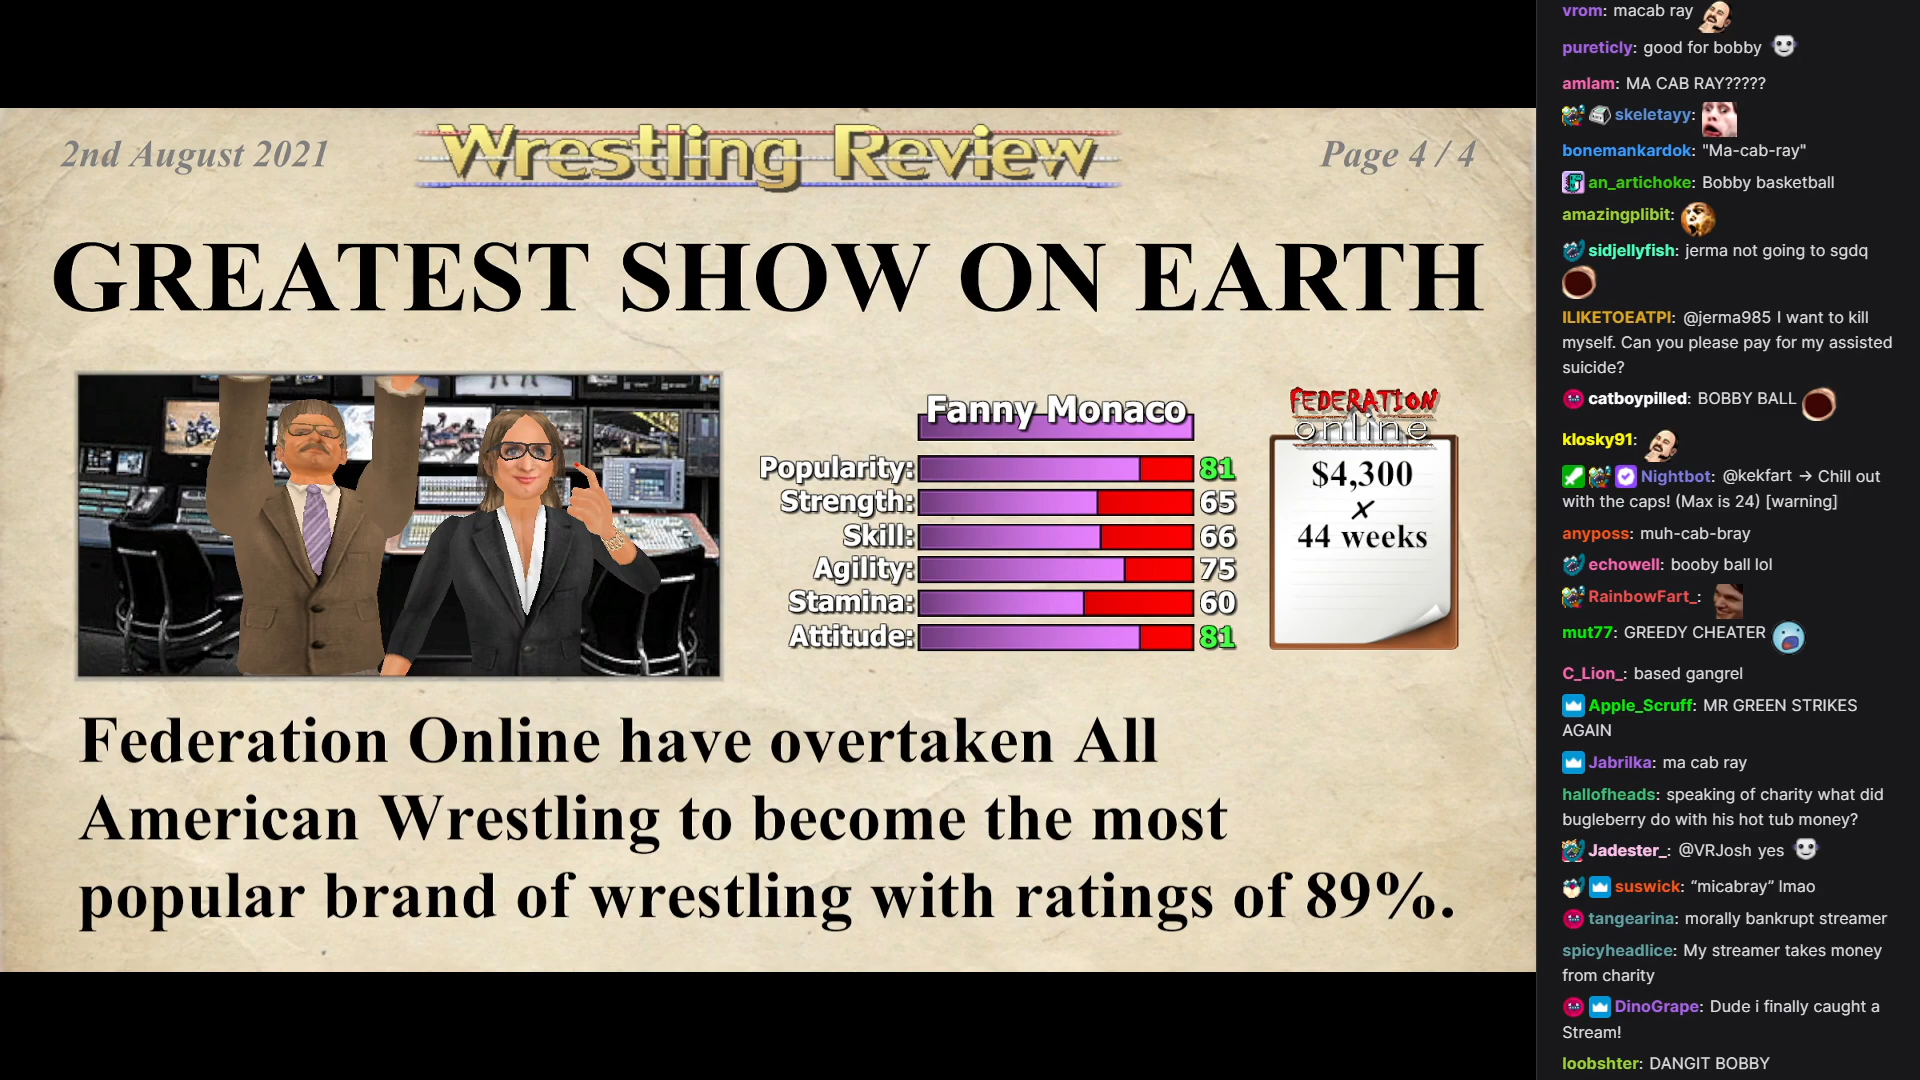 2nd August 2021
Wrestling Review
Page 4 / 4
GREATEST SHOW ON EARTH
Fanny Monaco
Popularity: 81
Strength: 65
Skill: 66
Agility: 75
Stamina: 60
Attitude: 81
FEDERATION
online
$4,300
x
44 weeks
Federation Online have overtaken All
American Wrestling to become the most
popular brand of wrestling with ratings of 89%.
vrom: macab ray
pureticly: good for bobby
amlam: MA CAB RAY?????
skeletayy:
bonemankardok: "Ma-cab-ray"
an_artichoke: Bobby basketball
amazingplibit:
sidjellyfish: jerma not going to sgdq
ILIKETOEATPI: @jerma985 I want to kill
myself. Can you please pay for my assisted
suicide?
catboypilled: BOBBY BALL
klosky91:
Nightbot: @kekfart → Chill out
with the caps! (Max is 24) [warning]
anyposs: muh-cab-bray
echowell: booby ball lol
RainbowFart_:
mut77: GREEDY CHEATER
C_Lion_: based gangrel
Apple_Scruff: MR GREEN STRIKES
AGAIN
Jabrilka: ma cab ray
hallofheads: speaking of charity what did
bugleberry do with his hot tub money?
Jadester_: @VRJosh yes
suswick: “micabray” lmao
tangearina: morally bankrupt streamer
spicyheadlice: My streamer takes money
from charity
DinoGrape: Dude i finally caught a
Stream!
loobshter: DANGIT BOBBY